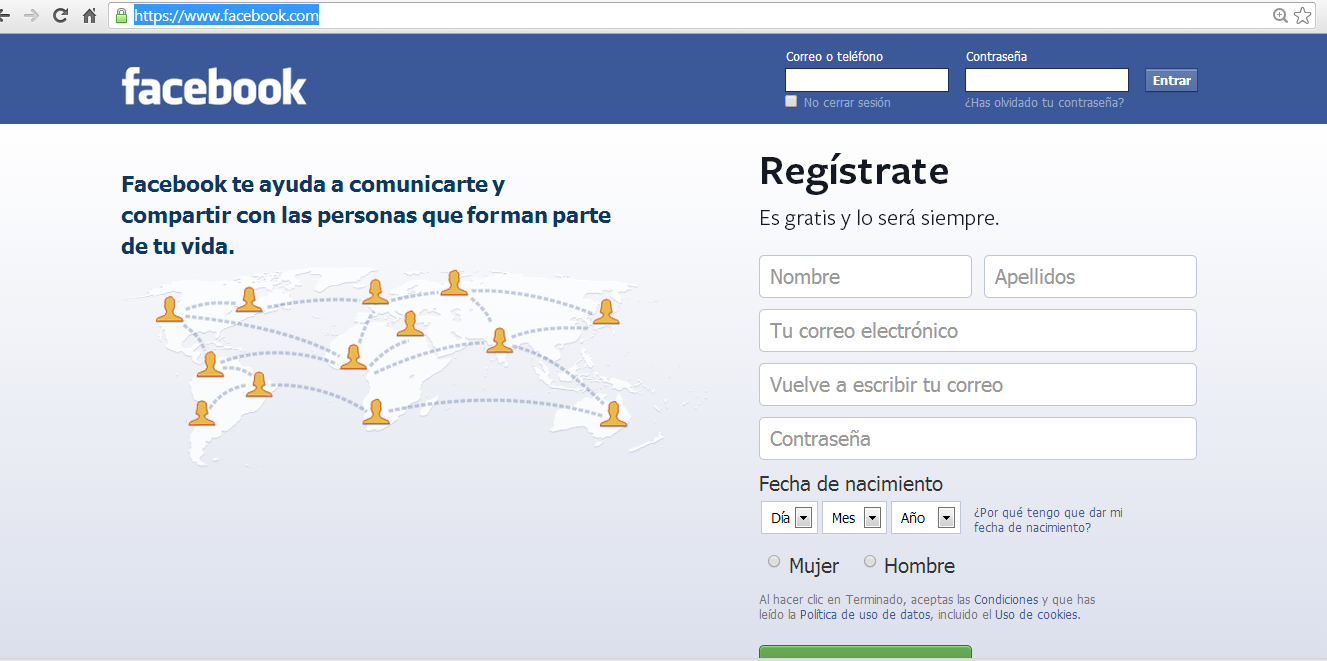 https://www.facebook.com
facebook
Correo o teléfono
Contraseña
Entrar
No cerrar sesión
¿Has olvidado tu contraseña?
Facebook te ayuda a comunicarte y
compartir con las personas que forman parte
de tu vida.
Regístrate
Es gratis y lo será siempre.
Nombre
Apellidos
Tu correo electrónico
Vuelve a escribir tu correo
Contraseña
Fecha de nacimiento
Día
Mes
Año
¿Por qué tengo que dar mi
fecha de nacimiento?
Mujer
Hombre
Al hacer clic en Terminado, aceptas las Condiciones y que has
leído la Política de uso de datos, incluido el Uso de cookies.